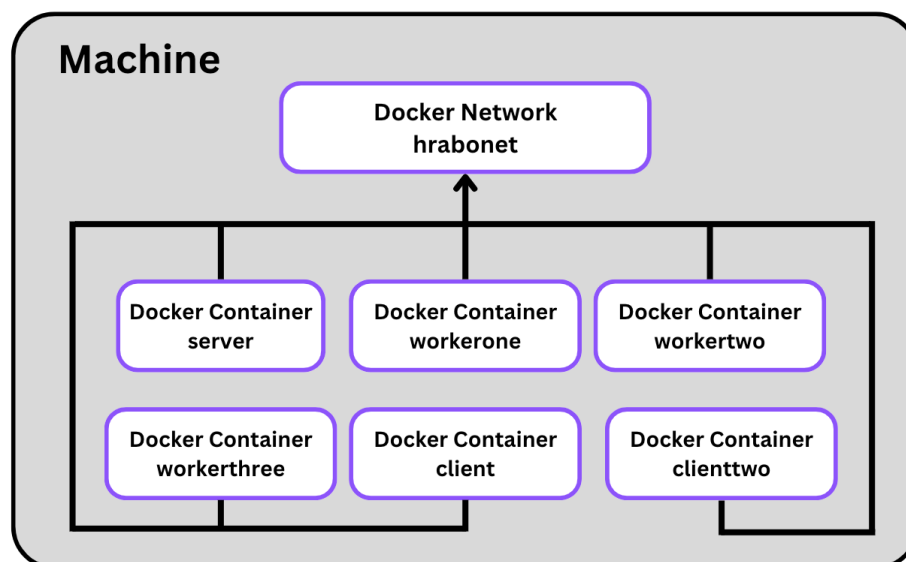 Machine
Docker Network
hrabonet
Docker Container
server
Docker Container
workerone
Docker Container
workertwo
Docker Container
workerthree
Docker Container
client
Docker Container
clienttwo